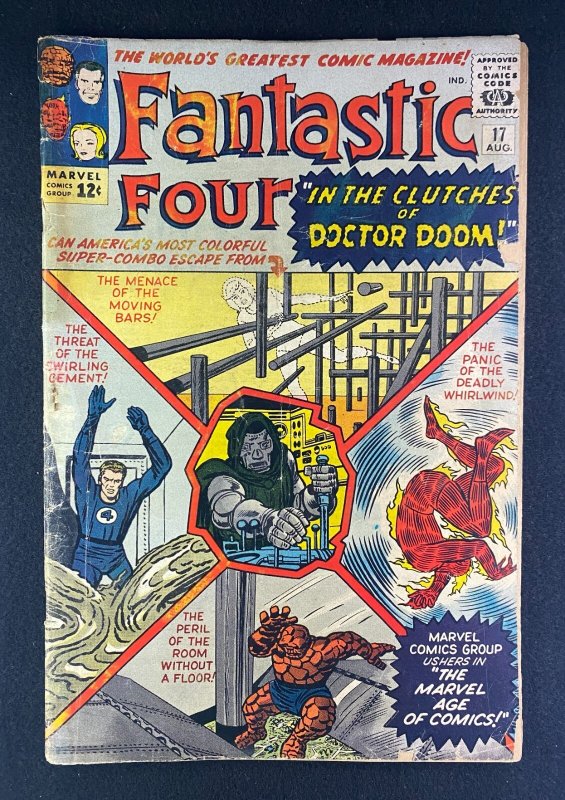 THE WORLD'S GREATEST COMIC MAGAZINE!
IND.
APPROVED
BY THE
COMICS
CODE
CA
AUTHORITY
Fantastic
Four
17
AUG.
MARVEL
COMICS
GROUP
12¢
"IN THE CLUTCHES
OF
DOCTOR DOOM!"
CAN AMERICA'S MOST COLORFUL
SUPER-COMBO ESCAPE FROM
THE MENACE
OF THE
MOVING
BARS!
THE
THREAT
OF THE
SWIRLING
CEMENT!
THE
PANIC
OF THE
DEADLY
WHIRLWIND!
4
THE
PERIL
OF THE
ROOM
WITHOUT
A FLOOR!
MARVEL
COMICS GROUP
USHERS IN
"THE
MARVEL
AGE
OF COMICS!"